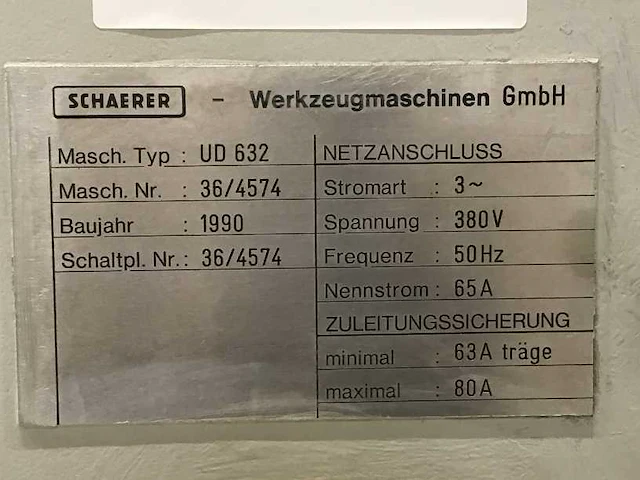 SCHAERER - Werkzeugmaschinen GmbH
Masch. Typ : UD 632
Masch. Nr. : 36/4574
Baujahr : 1990
Schaltpl. Nr.: 36/4574
NETZANSCHLUSS
Stromart : 3~
Spannung : 380V
Frequenz : 50Hz
Nennstrom : 65A
ZULEITUNGSSICHERUNG
minimal : 63A träge
maximal : 80A